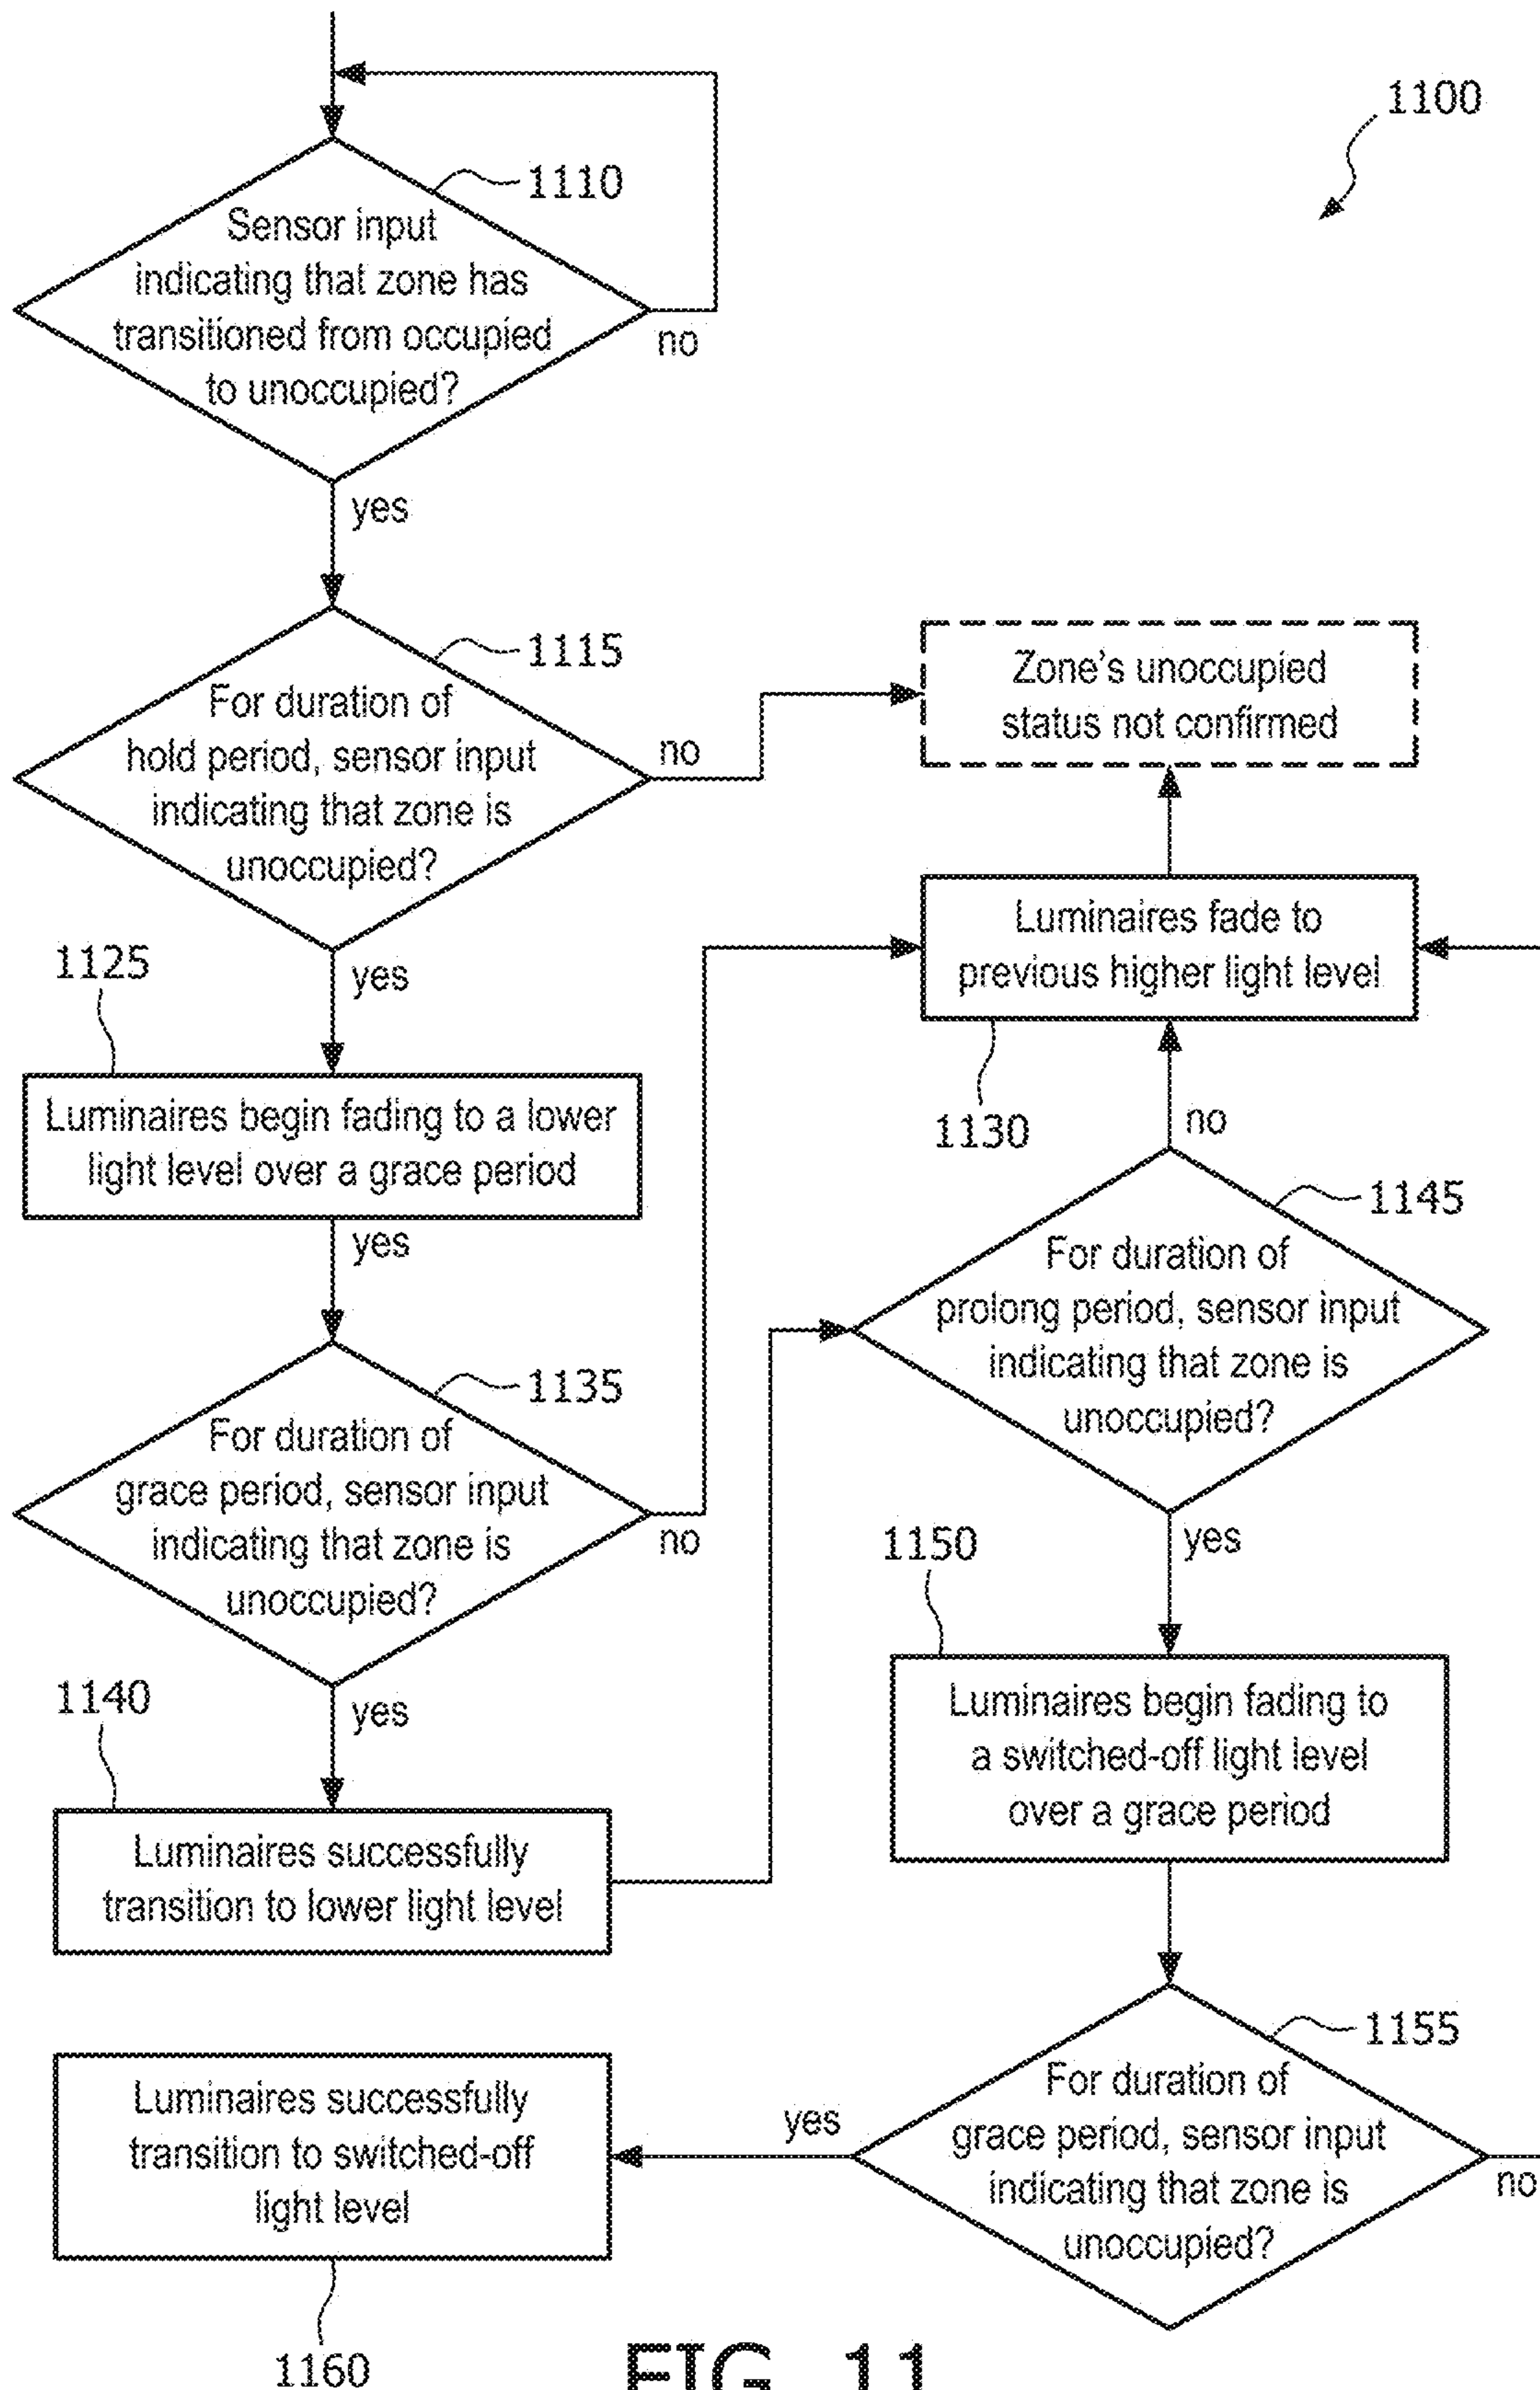 1100
1110
Sensor input
indicating that zone has
transitioned from occupied
to unoccupied?
no
yes
1115
For duration of
hold period, sensor input
indicating that zone is
unoccupied?
no
yes
Zone's unoccupied
status not confirmed
1125
Luminaires begin fading to a lower
light level over a grace period
yes
Luminaires fade to
previous higher light level
1130
no
1135
For duration of
grace period, sensor input
indicating that zone is
unoccupied?
no
yes
1145
For duration of
prolong period, sensor input
indicating that zone is
unoccupied?
yes
1140
Luminaires successfully
transition to lower light level
1150
Luminaires begin fading to
a switched-off light level
over a grace period
1155
For duration of
grace period, sensor input
indicating that zone is
unoccupied?
yes
no
Luminaires successfully
transition to switched-off
light level
1160
FIG. 11